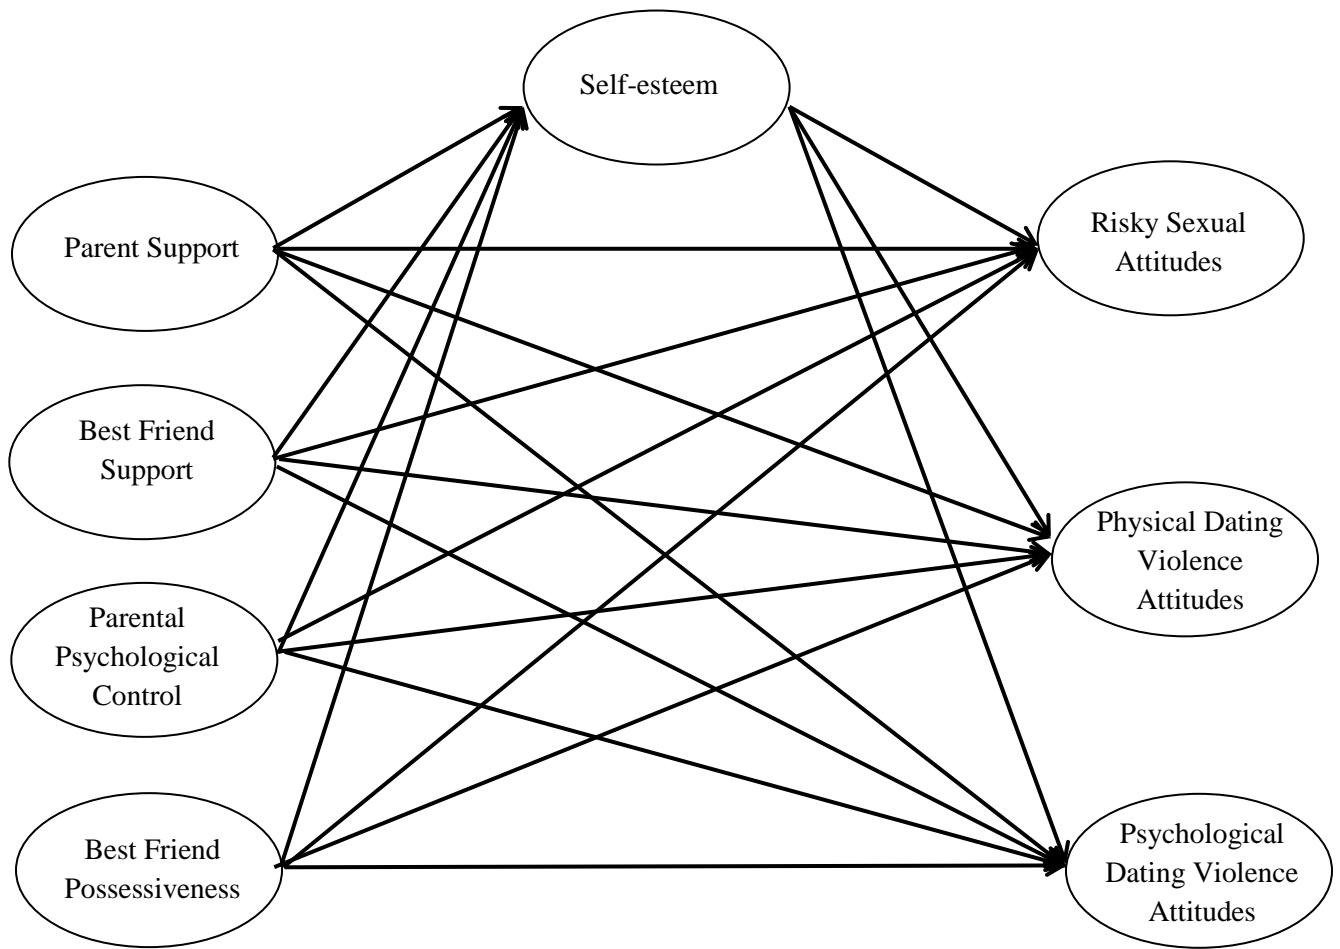 Self-esteem
Parent Support
Risky Sexual
Attitudes
Best Friend
Support
Physical Dating
Violence
Attitudes
Parental
Psychological
Control
Best Friend
Possessiveness
Psychological
Dating Violence
Attitudes